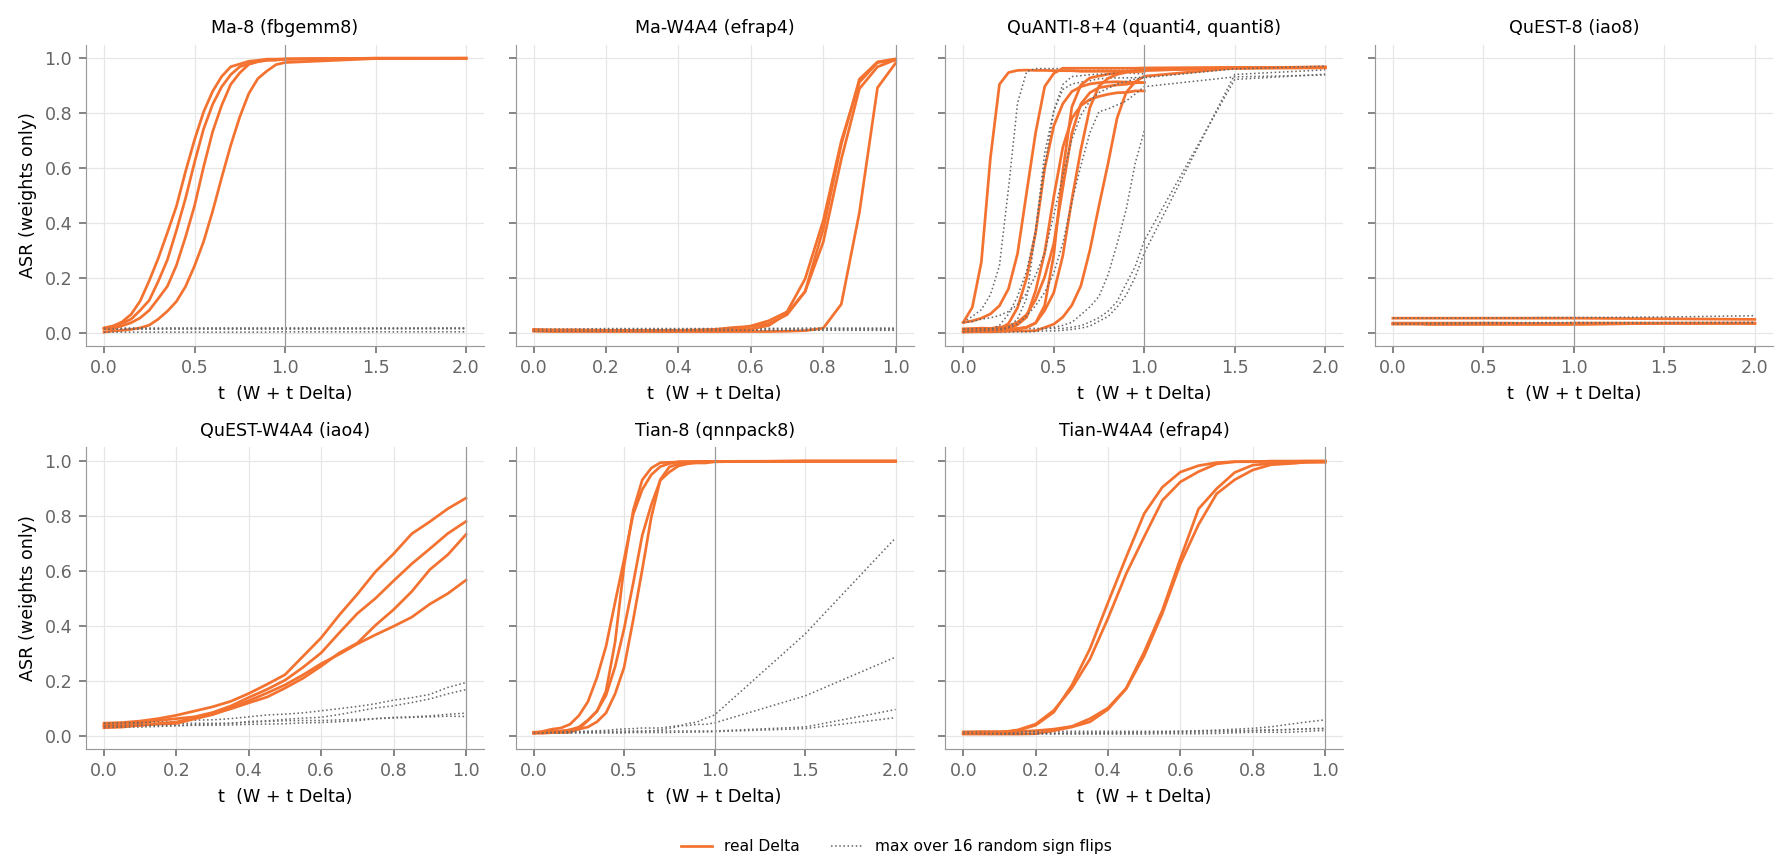 Ma-8 (fbgemm8)
Ma-W4A4 (efrap4)
QuANTI-8+4 (quanti4, quanti8)
QuEST-8 (iao8)
ASR (weights only)
1.0
0.8
0.6
0.4
0.2
0.0
0.0 0.5 1.0 1.5 2.0
0.0 0.2 0.4 0.6 0.8 1.0
0.0 0.5 1.0 1.5 2.0
0.0 0.5 1.0 1.5 2.0
t (W + t Delta)
t (W + t Delta)
t (W + t Delta)
t (W + t Delta)
QuEST-W4A4 (iao4)
Tian-8 (qnnpack8)
Tian-W4A4 (efrap4)
ASR (weights only)
1.0
0.8
0.6
0.4
0.2
0.0
0.0 0.2 0.4 0.6 0.8 1.0
0.0 0.5 1.0 1.5 2.0
0.0 0.2 0.4 0.6 0.8 1.0
t (W + t Delta)
t (W + t Delta)
t (W + t Delta)
real Delta
max over 16 random sign flips